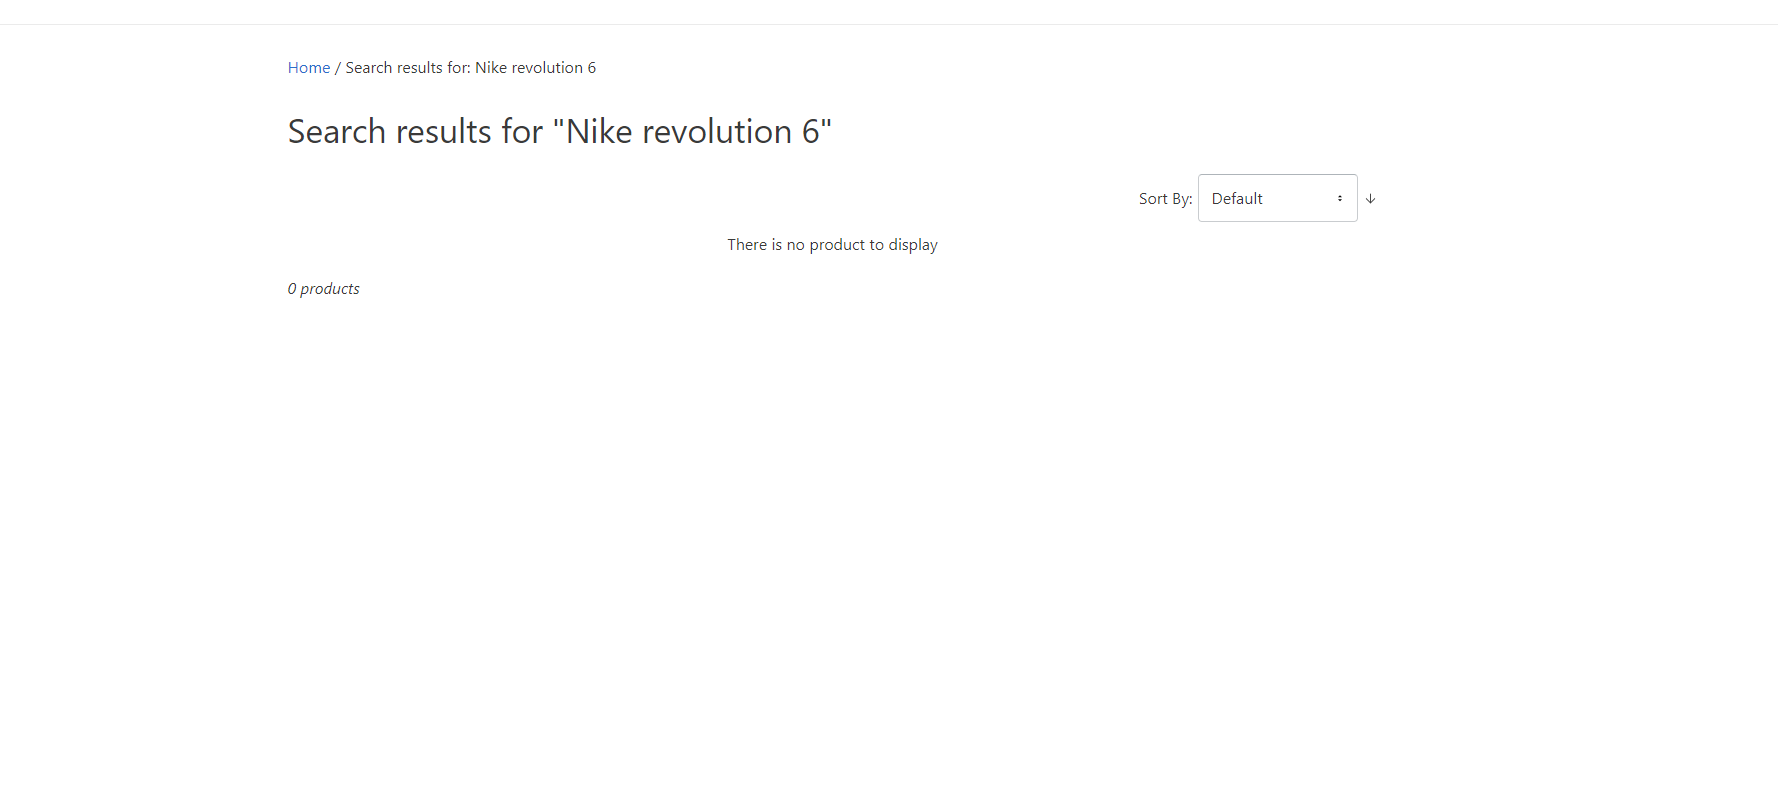 Home / Search results for: Nike revolution 6
Search results for "Nike revolution 6"
Sort By: Default ↓
There is no product to display
0 products